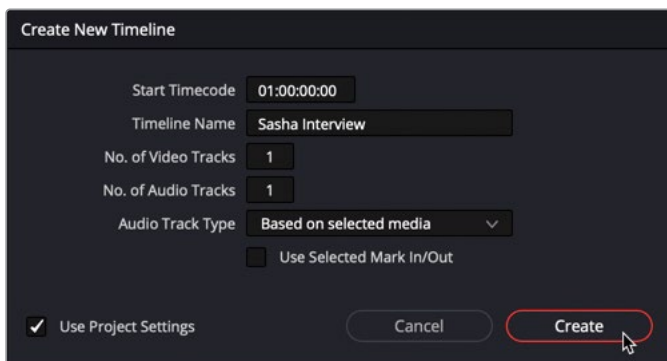 Create New Timeline
Start Timecode 01:00:00:00
Timeline Name Sasha Interview
No. of Video Tracks 1
No. of Audio Tracks 1
Audio Track Type Based on selected media
Use Selected Mark In/Out
Use Project Settings Cancel Create